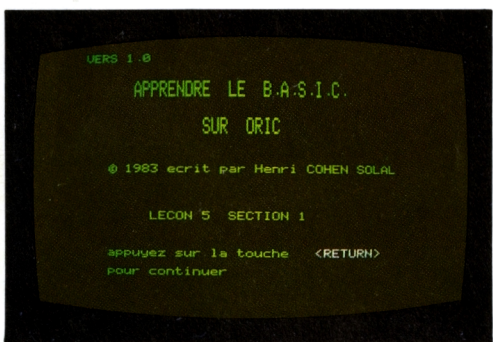 VERS 1.0
APPRENDRE LE B.A.S.I.C.
SUR ORIC
© 1983 ecrit par Henri COHEN SOLAL
LECON 5 SECTION 1
appuyez sur la touche <RETURN>
pour continuer